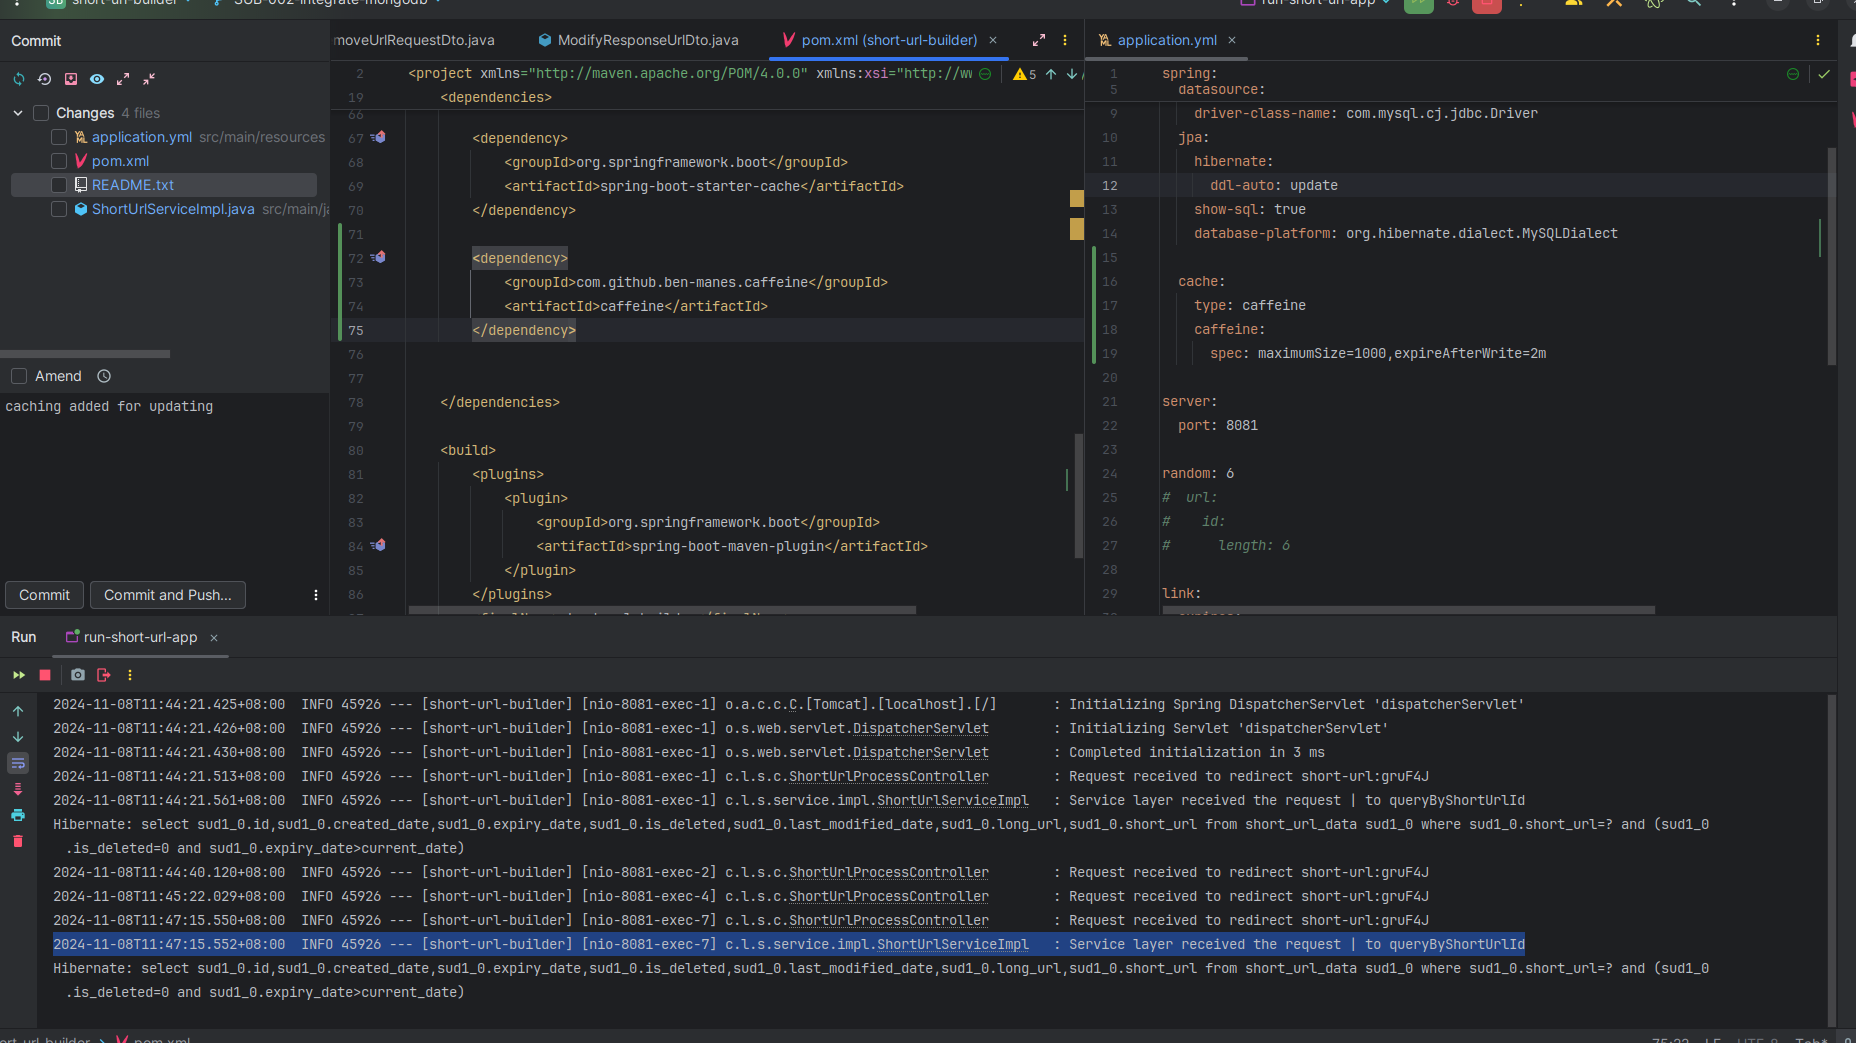 short-url-builder
SUB-002-integrate-mongodb
run-short-url-app
Commit
Changes 4 files
application.yml src/main/resources
pom.xml
README.txt
ShortUrlServiceImpl.java src/main/ja
Amend
caching added for updating
Commit
Commit and Push...
moveUrlRequestDto.java
ModifyResponseUrlDto.java
pom.xml (short-url-builder)
2 <project xmlns="http://maven.apache.org/POM/4.0.0" xmlns:xsi="http://ww
5
19 <dependencies>
66
67 <dependency>
68 <groupId>org.springframework.boot</groupId>
69 <artifactId>spring-boot-starter-cache</artifactId>
70 </dependency>
71
72 <dependency>
73 <groupId>com.github.ben-manes.caffeine</groupId>
74 <artifactId>caffeine</artifactId>
75 </dependency>
76
77
78 </dependencies>
79
80 <build>
81 <plugins>
82 <plugin>
83 <groupId>org.springframework.boot</groupId>
84 <artifactId>spring-boot-maven-plugin</artifactId>
85 </plugin>
86 </plugins>
application.yml
1 spring:
5 datasource:
9 driver-class-name: com.mysql.cj.jdbc.Driver
10 jpa:
11 hibernate:
12 ddl-auto: update
13 show-sql: true
14 database-platform: org.hibernate.dialect.MySQLDialect
15
16 cache:
17 type: caffeine
18 caffeine:
19 spec: maximumSize=1000,expireAfterWrite=2m
20
21 server:
22 port: 8081
23
24 random: 6
25 # url:
26 # id:
27 # length: 6
28
29 link:
Run
run-short-url-app
2024-11-08T11:44:21.425+08:00 INFO 45926 --- [short-url-builder] [nio-8081-exec-1] o.a.c.c.C.[Tomcat].[localhost].[/] : Initializing Spring DispatcherServlet 'dispatcherServlet'
2024-11-08T11:44:21.426+08:00 INFO 45926 --- [short-url-builder] [nio-8081-exec-1] o.s.web.servlet.DispatcherServlet : Initializing Servlet 'dispatcherServlet'
2024-11-08T11:44:21.430+08:00 INFO 45926 --- [short-url-builder] [nio-8081-exec-1] o.s.web.servlet.DispatcherServlet : Completed initialization in 3 ms
2024-11-08T11:44:21.513+08:00 INFO 45926 --- [short-url-builder] [nio-8081-exec-1] c.l.s.c.ShortUrlProcessController : Request received to redirect short-url:gruF4J
2024-11-08T11:44:21.561+08:00 INFO 45926 --- [short-url-builder] [nio-8081-exec-1] c.l.s.service.impl.ShortUrlServiceImpl : Service layer received the request | to queryByShortUrlId
Hibernate: select sud1_0.id,sud1_0.created_date,sud1_0.expiry_date,sud1_0.is_deleted,sud1_0.last_modified_date,sud1_0.long_url,sud1_0.short_url from short_url_data sud1_0 where sud1_0.short_url=? and (sud1_0
.is_deleted=0 and sud1_0.expiry_date>current_date)
2024-11-08T11:44:40.120+08:00 INFO 45926 --- [short-url-builder] [nio-8081-exec-2] c.l.s.c.ShortUrlProcessController : Request received to redirect short-url:gruF4J
2024-11-08T11:45:22.029+08:00 INFO 45926 --- [short-url-builder] [nio-8081-exec-4] c.l.s.c.ShortUrlProcessController : Request received to redirect short-url:gruF4J
2024-11-08T11:47:15.550+08:00 INFO 45926 --- [short-url-builder] [nio-8081-exec-7] c.l.s.c.ShortUrlProcessController : Request received to redirect short-url:gruF4J
2024-11-08T11:47:15.552+08:00 INFO 45926 --- [short-url-builder] [nio-8081-exec-7] c.l.s.service.impl.ShortUrlServiceImpl : Service layer received the request | to queryByShortUrlId
Hibernate: select sud1_0.id,sud1_0.created_date,sud1_0.expiry_date,sud1_0.is_deleted,sud1_0.last_modified_date,sud1_0.long_url,sud1_0.short_url from short_url_data sud1_0 where sud1_0.short_url=? and (sud1_0
.is_deleted=0 and sud1_0.expiry_date>current_date)